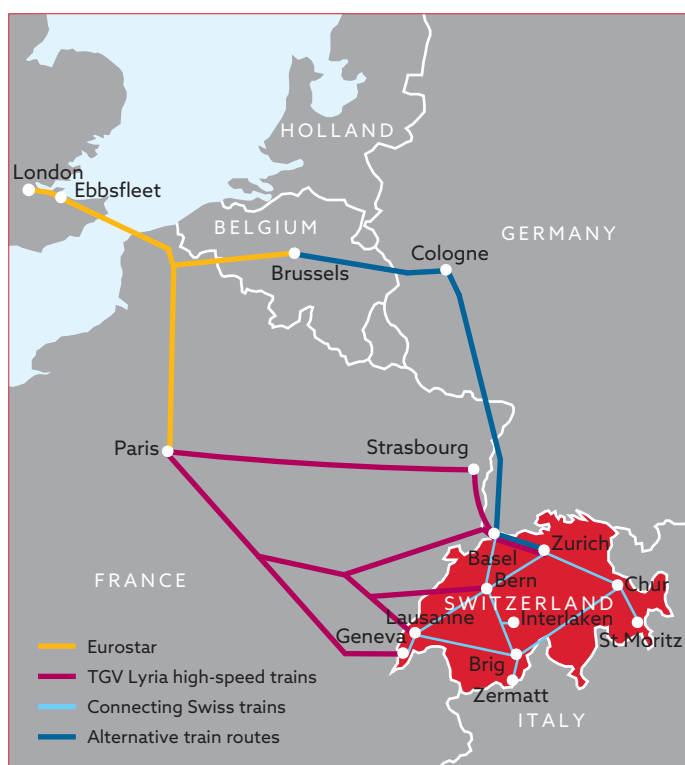 HOLLAND
London
Ebbsfleet
BELGIUM
GERMANY
Cologne
Brussels
Paris
Strasbourg
Basel
Zurich
FRANCE
Bern
Chur
SWITZERLAND
Lausanne
Interlaken
Geneva
St Moritz
Eurostar
Brig
TGV Lyria high-speed trains
Zermatt
Connecting Swiss trains
ITALY
Alternative train routes